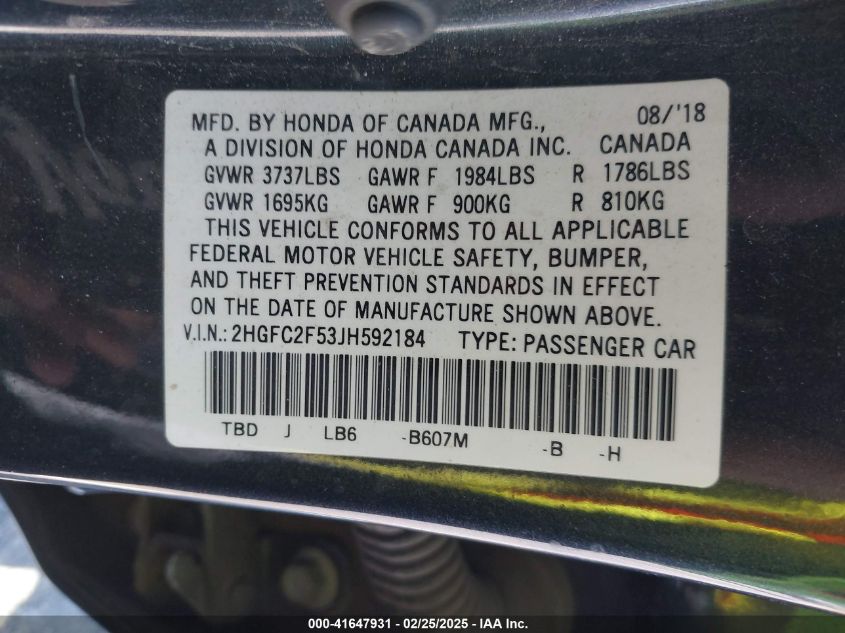 MFD. BY HONDA OF CANADA MFG., 08/'18
A DIVISION OF HONDA CANADA INC. CANADA
GVWR 3737LBS GAWR F 1984LBS R 1786LBS
GVWR 1695KG GAWR F 900KG R 810KG
THIS VEHICLE CONFORMS TO ALL APPLICABLE
FEDERAL MOTOR VEHICLE SAFETY, BUMPER,
AND THEFT PREVENTION STANDARDS IN EFFECT
ON THE DATE OF MANUFACTURE SHOWN ABOVE.
V.I.N.: 2HGFC2F53JH592184 TYPE: PASSENGER CAR
TBD J LB6 -B607M -B -H
000-41647931 / 02/25/2025 - IAA Inc.